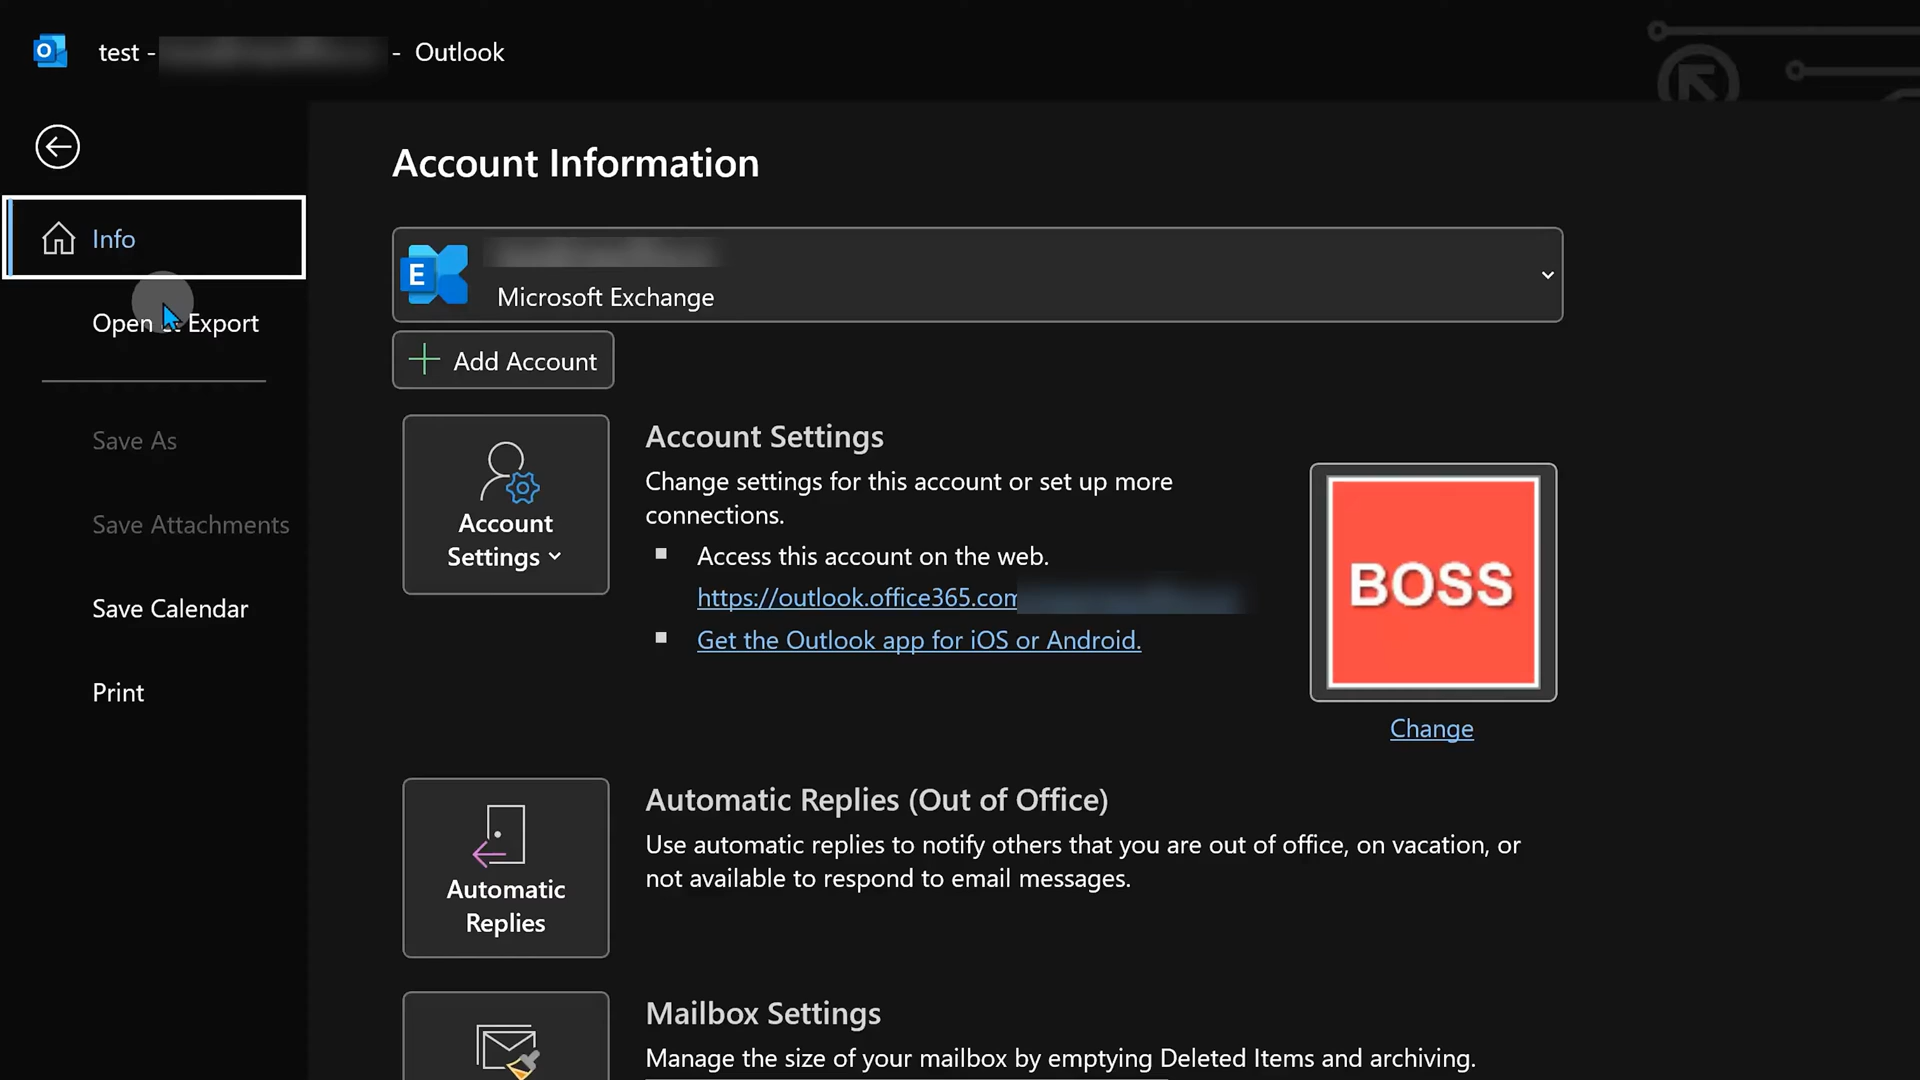 test - - Outlook
Info
Open & Export
Save As
Save Attachments
Save Calendar
Print
Account Information
E
Microsoft Exchange
Add Account
Account
Settings
Account Settings
Change settings for this account or set up more
connections.
Access this account on the web.
https://outlook.office365.com
Get the Outlook app for iOS or Android.
BOSS
Change
Automatic
Replies
Automatic Replies (Out of Office)
Use automatic replies to notify others that you are out of office, on vacation, or
not available to respond to email messages.
Mailbox Settings
Manage the size of your mailbox by emptying Deleted Items and archiving.